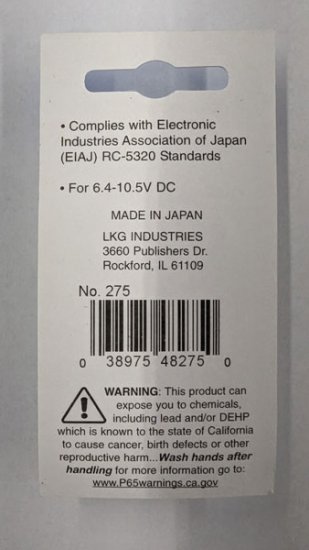 • Complies with Electronic
Industries Association of Japan
(EIAJ) RC-5320 Standards
• For 6.4-10.5V DC
MADE IN JAPAN
LKG INDUSTRIES
3660 Publishers Dr.
Rockford, IL 61109
No. 275
0 38975 48275 0
WARNING: This product can
expose you to chemicals,
including lead and/or DEHP
which is known to the state of California
to cause cancer, birth defects or other
reproductive harm...Wash hands after
handling for more information go to:
www.P65warnings.ca.gov